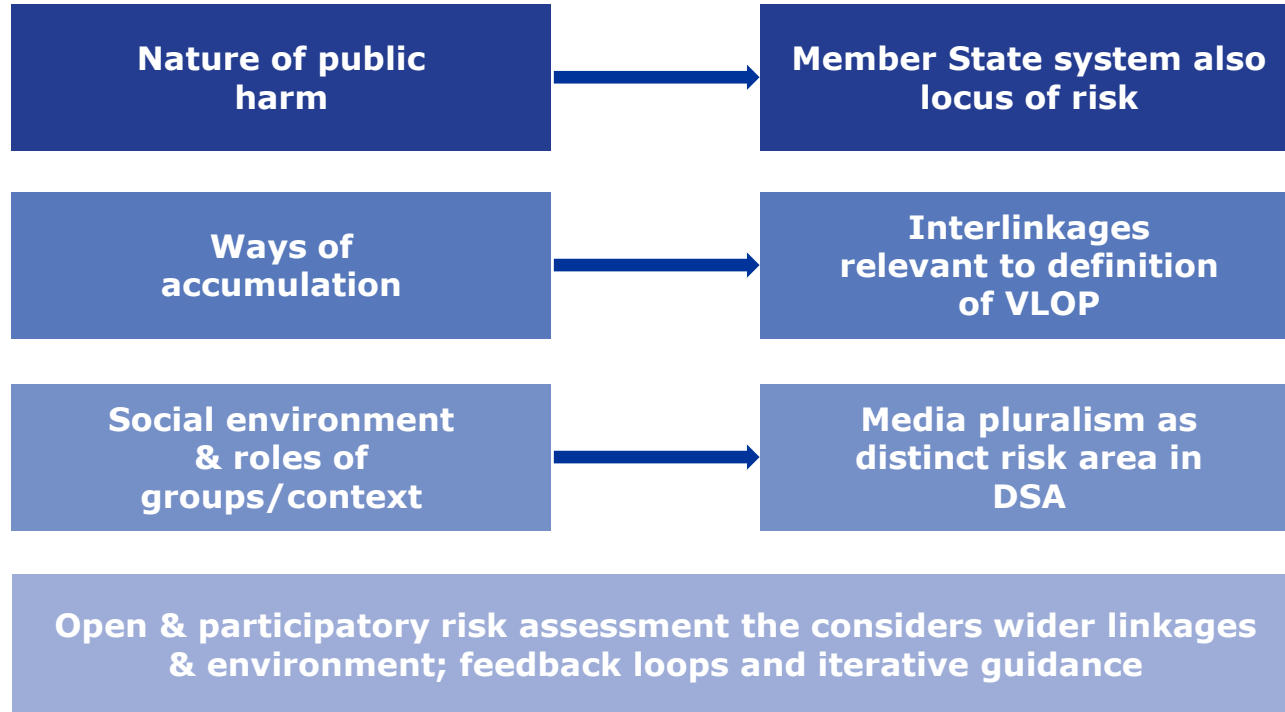 Nature of public
harm
Member State system also
locus of risk
Ways of
accumulation
Interlinkages
relevant to definition
of VLOP
Social environment
& roles of
groups/context
Media pluralism as
distinct risk area in
DSA
Open & participatory risk assessment the considers wider linkages
& environment; feedback loops and iterative guidance